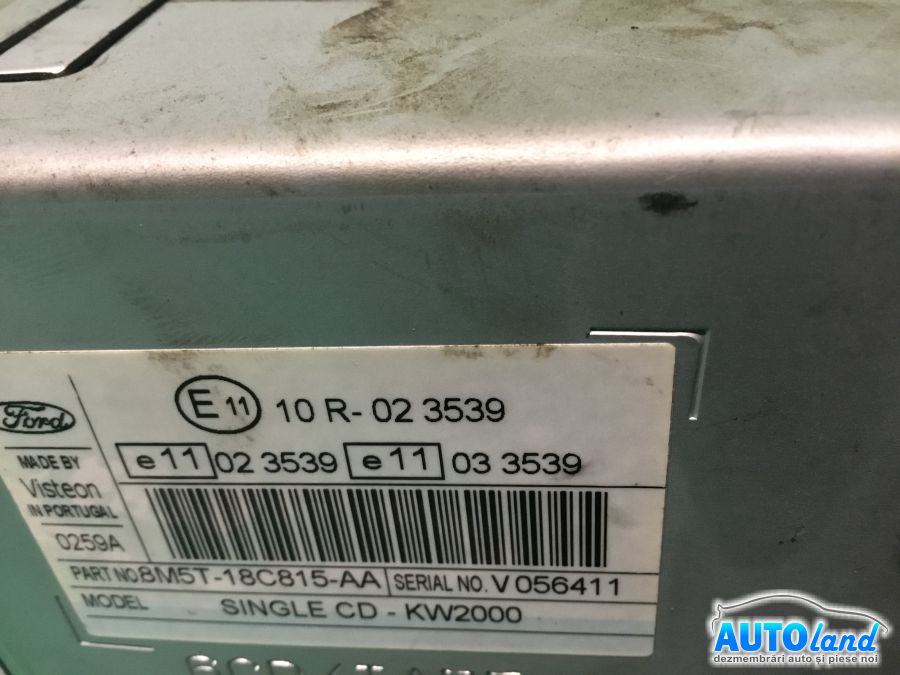 E 11 10 R- 02 3539
Ford
e11 02 3539 e11 03 3539
MADE BY
Visteon
IN PORTUGAL
0259A
PART NO 8M5T-18C815-AA SERIAL NO. V056411
MODEL SINGLE CD - KW2000
AUTOland
dezmembrări auto și piese noi